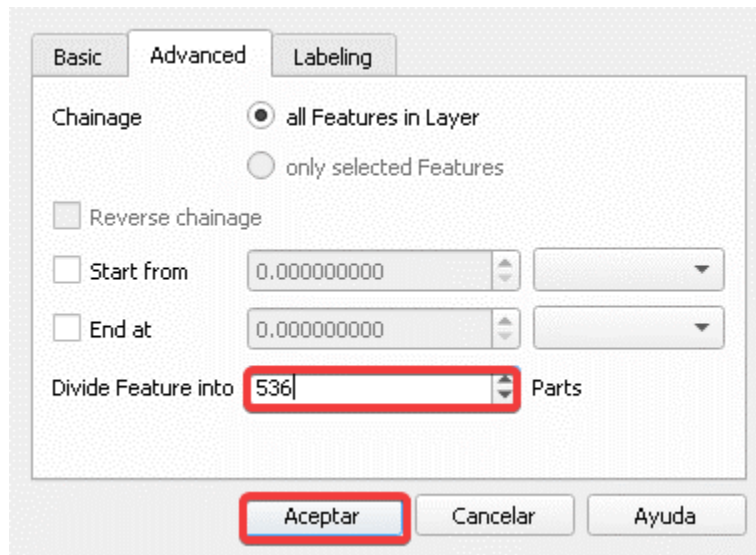 Basic Advanced Labeling
Chainage all Features in Layer
only selected Features
Reverse chainage
Start from 0.000000000
End at 0.000000000
Divide Feature into 536 Parts
Aceptar Cancelar Ayuda